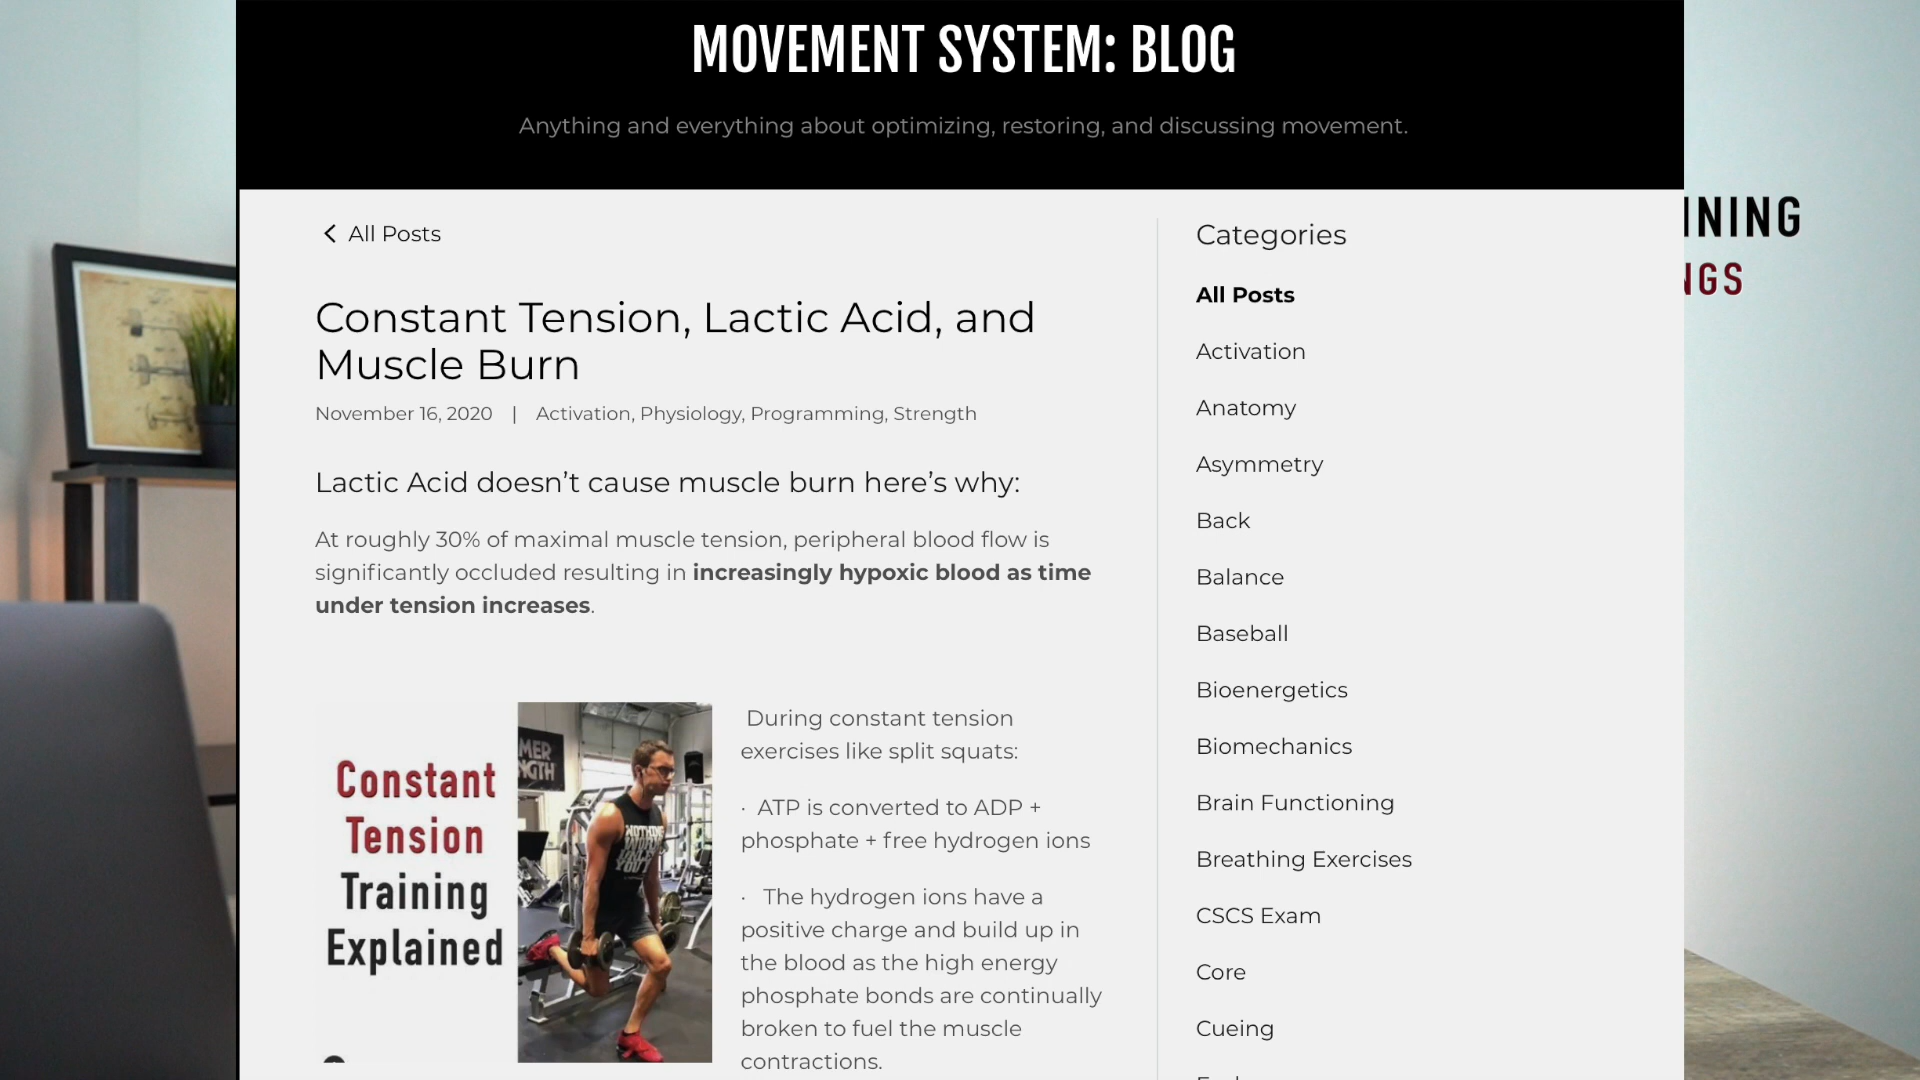 MOVEMENT SYSTEM: BLOG
Anything and everything about optimizing, restoring, and discussing movement.
All Posts
Constant Tension, Lactic Acid, and
Muscle Burn
November 16, 2020 | Activation, Physiology, Programming, Strength
Lactic Acid doesn’t cause muscle burn here’s why:
At roughly 30% of maximal muscle tension, peripheral blood flow is
significantly occluded resulting in increasingly hypoxic blood as time
under tension increases.
Constant
Tension
Training
Explained
MER
NGTH
NOTHING
During constant tension
exercises like split squats:
· ATP is converted to ADP +
phosphate + free hydrogen ions
· The hydrogen ions have a
positive charge and build up in
the blood as the high energy
phosphate bonds are continually
broken to fuel the muscle
contractions.
Categories
All Posts
Activation
Anatomy
Asymmetry
Back
Balance
Baseball
Bioenergetics
Biomechanics
Brain Functioning
Breathing Exercises
CSCS Exam
Core
Cueing
INING
NGS